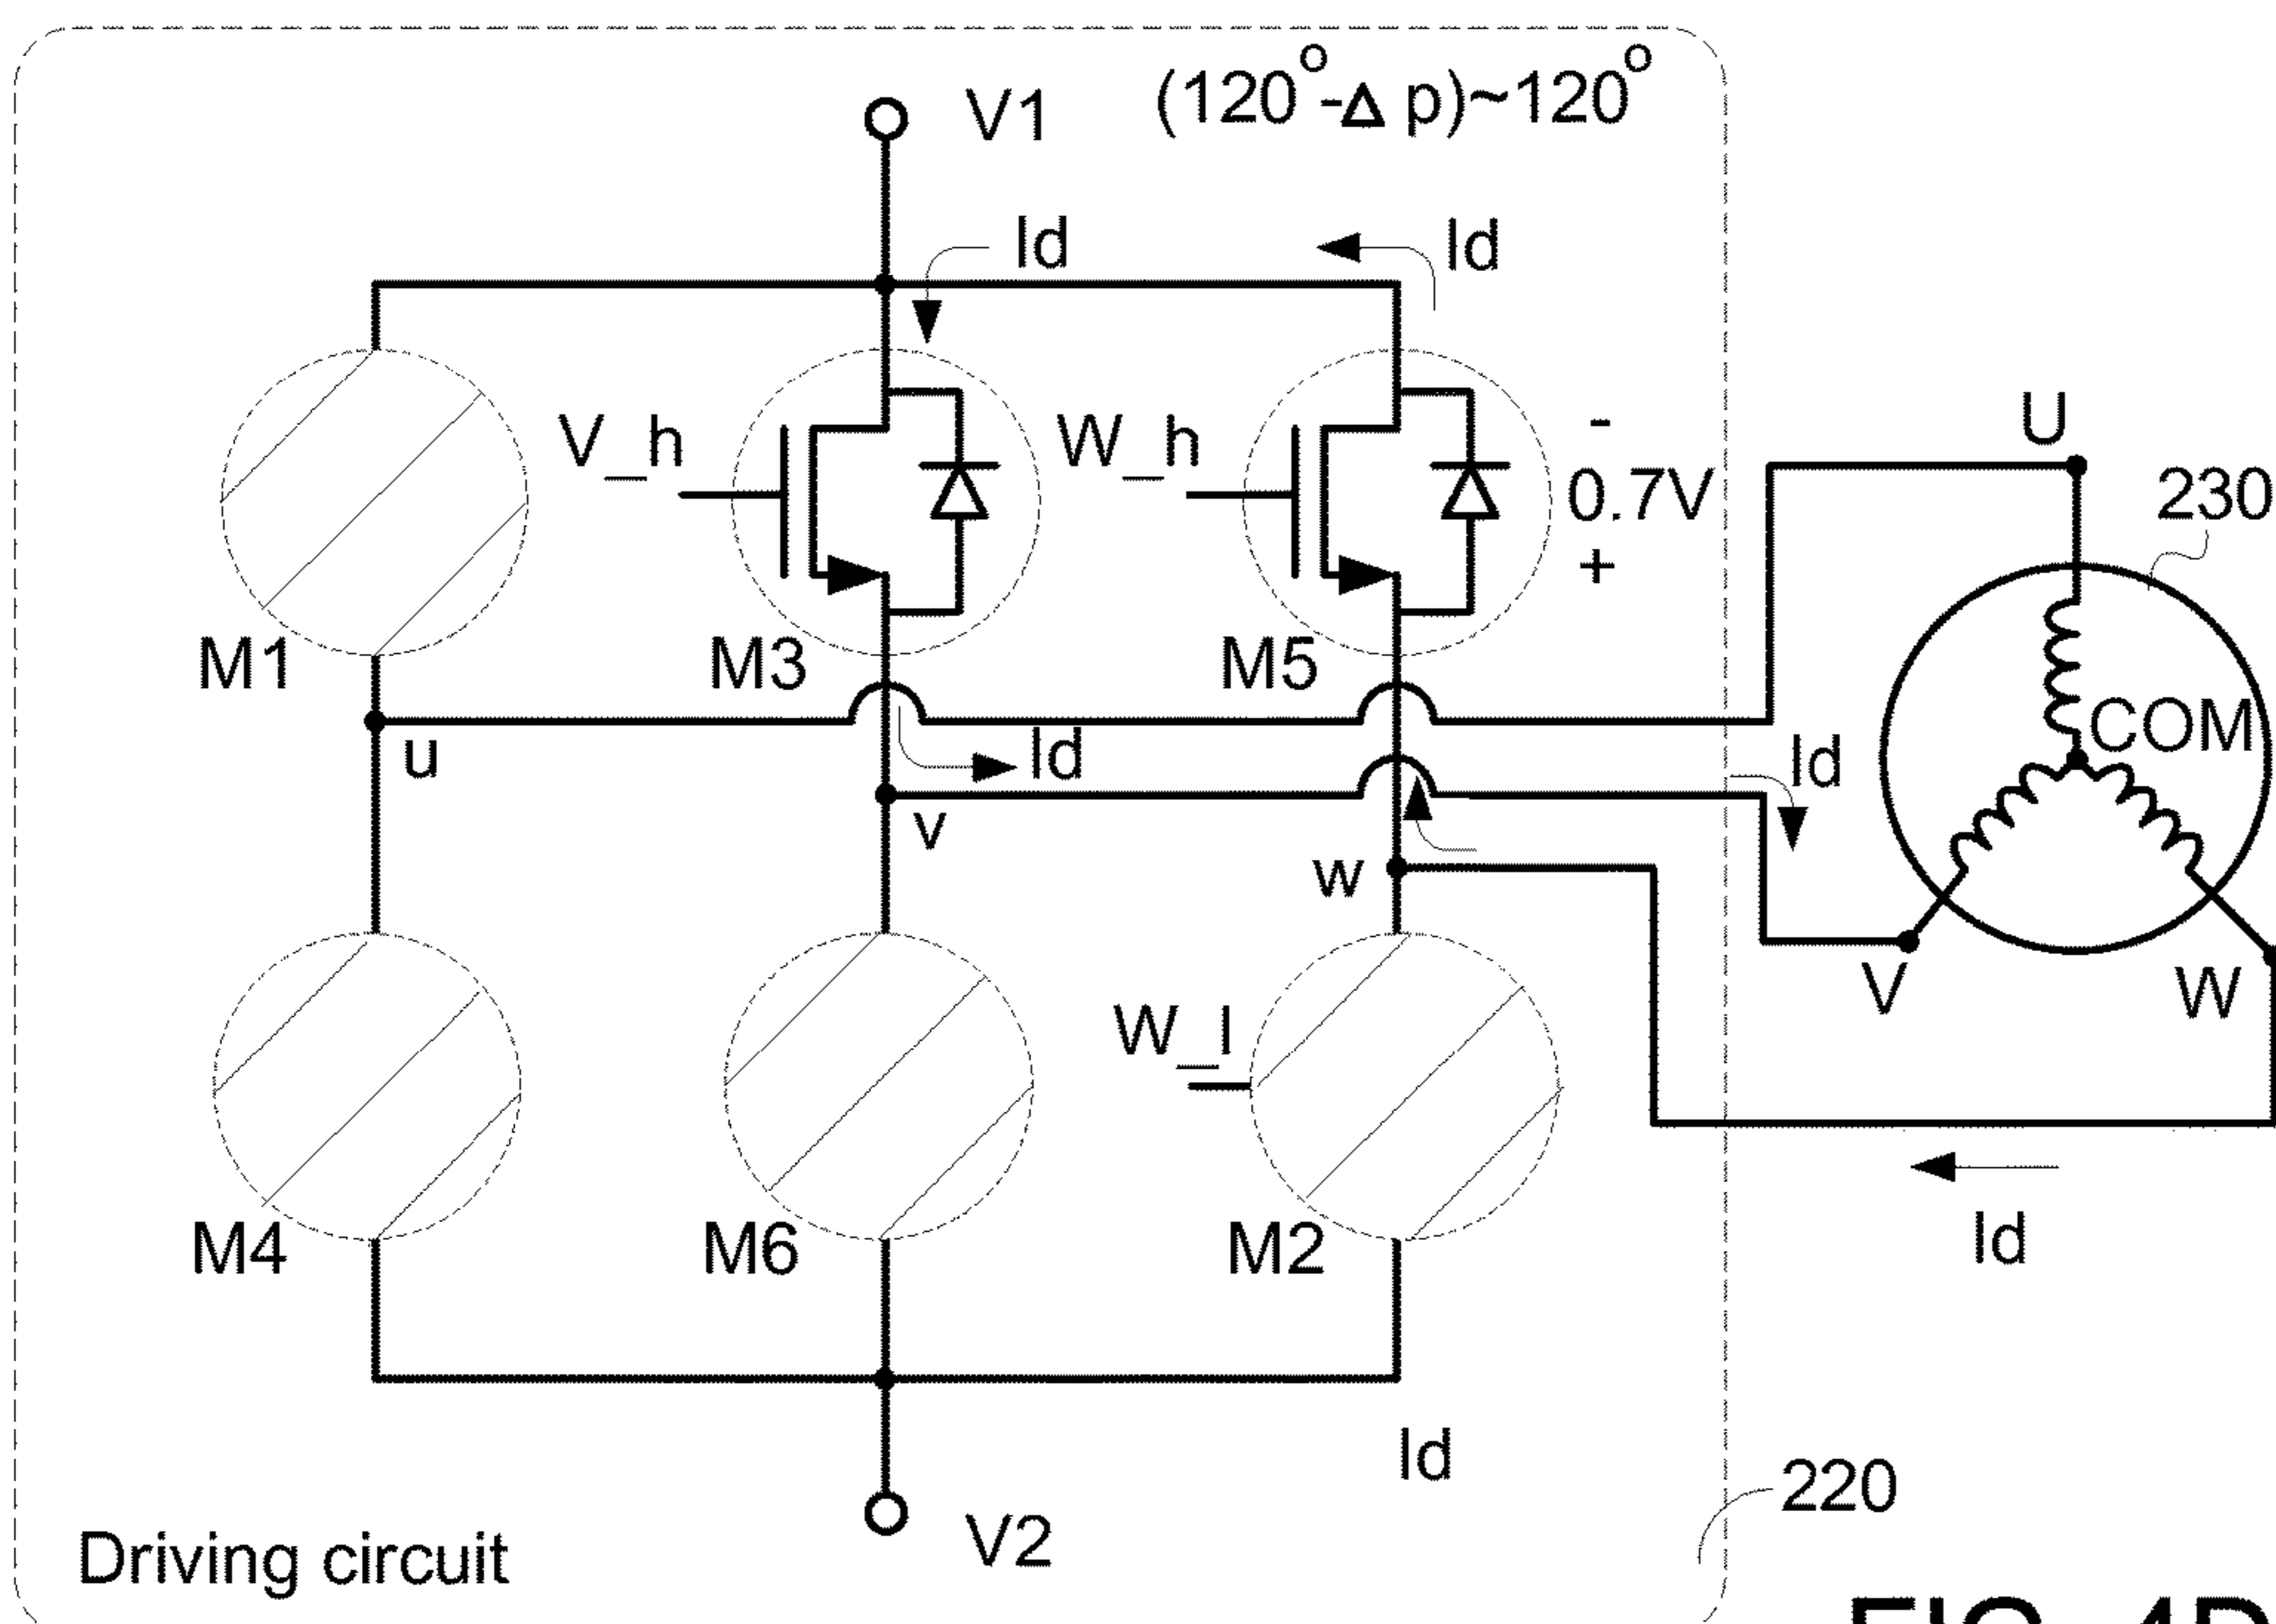 V1
(120°-Δ p)~120°
Id
Id
V_h
W_h
-
0.7V
+
U
230
M1
M3
M5
COM
u
Id
Id
v
w
V
W
W_l
M4
M6
M2
Id
Id
220
V2
Driving circuit